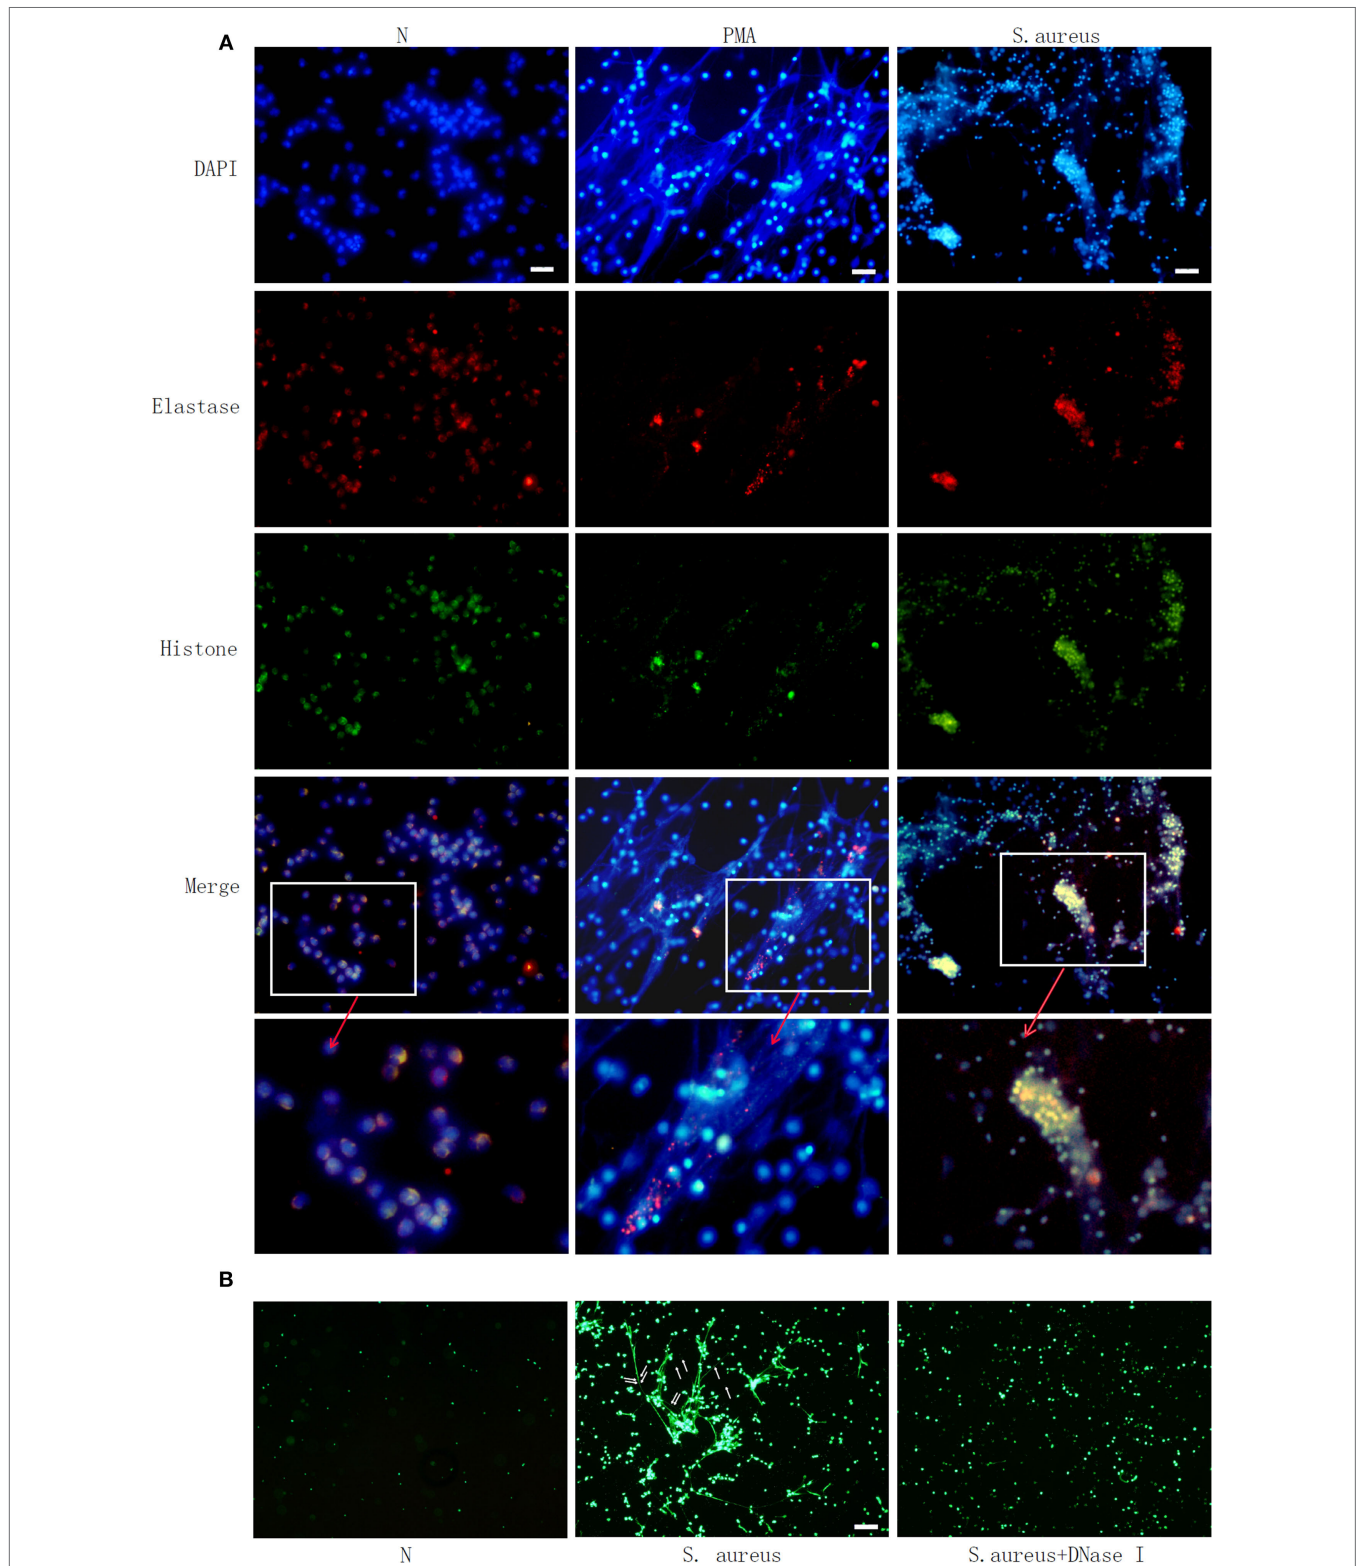 A
N PMA S.aureus
DAPI
Elastase
Histone
Merge
B
N S. aureus S.aureus+DNase I